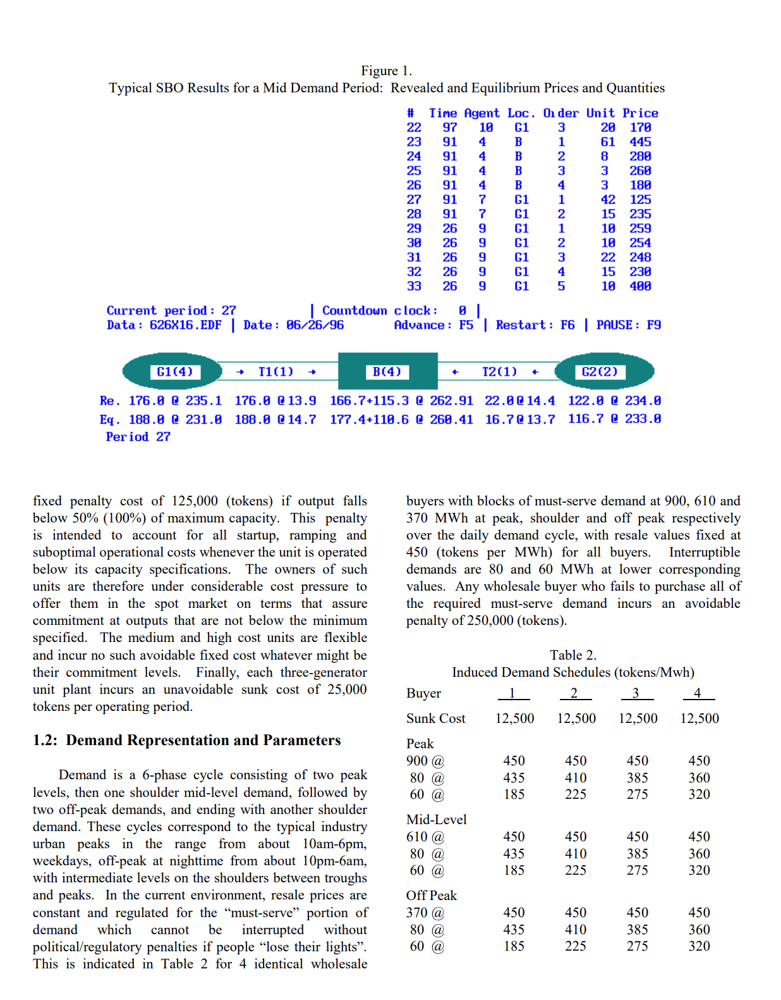 Figure 1.
Typical SBO Results for a Mid Demand Period: Revealed and Equilibrium Prices and Quantities
# Time Agent Loc. Order Unit Price
22 97 10 G1 3 20 170
23 91 4 B 1 61 445
24 91 4 B 2 8 280
25 91 4 B 3 3 260
26 91 4 B 4 3 180
27 91 7 G1 1 42 125
28 91 7 G1 2 15 235
29 26 9 G1 1 10 259
30 26 9 G1 2 10 254
31 26 9 G1 3 22 248
32 26 9 G1 4 15 230
33 26 9 G1 5 10 400
Current period: 27 | Countdown clock: 0 |
Data: 626X16.EDF | Date: 06/26/96 Advance: F5 | Restart: F6 | PAUSE: F9
G1(4) → T1(1) → B(4) ← T2(1) ← G2(2)
Re. 176.0 @ 235.1 176.0 @13.9 166.7+115.3 @ 262.91 22.0@14.4 122.0 @ 234.0
Eq. 188.0 @ 231.0 188.0 @14.7 177.4+110.6 @ 260.41 16.7@13.7 116.7 @ 233.0
Period 27
fixed penalty cost of 125,000 (tokens) if output falls
below 50% (100%) of maximum capacity. This penalty
is intended to account for all startup, ramping and
suboptimal operational costs whenever the unit is operated
below its capacity specifications. The owners of such
units are therefore under considerable cost pressure to
offer them in the spot market on terms that assure
commitment at outputs that are not below the minimum
specified. The medium and high cost units are flexible
and incur no such avoidable fixed cost whatever might be
their commitment levels. Finally, each three-generator
unit plant incurs an unavoidable sunk cost of 25,000
tokens per operating period.
1.2: Demand Representation and Parameters
Demand is a 6-phase cycle consisting of two peak
levels, then one shoulder mid-level demand, followed by
two off-peak demands, and ending with another shoulder
demand. These cycles correspond to the typical industry
urban peaks in the range from about 10am-6pm,
weekdays, off-peak at nighttime from about 10pm-6am,
with intermediate levels on the shoulders between troughs
and peaks. In the current environment, resale prices are
constant and regulated for the “must-serve” portion of
demand which cannot be interrupted without
political/regulatory penalties if people “lose their lights”.
This is indicated in Table 2 for 4 identical wholesale
buyers with blocks of must-serve demand at 900, 610 and
370 MWh at peak, shoulder and off peak respectively
over the daily demand cycle, with resale values fixed at
450 (tokens per MWh) for all buyers. Interruptible
demands are 80 and 60 MWh at lower corresponding
values. Any wholesale buyer who fails to purchase all of
the required must-serve demand incurs an avoidable
penalty of 250,000 (tokens).
Table 2.
Induced Demand Schedules (tokens/Mwh)
Buyer 1 2 3 4
Sunk Cost 12,500 12,500 12,500 12,500
Peak
900 @ 450 450 450 450
80 @ 435 410 385 360
60 @ 185 225 275 320
Mid-Level
610 @ 450 450 450 450
80 @ 435 410 385 360
60 @ 185 225 275 320
Off Peak
370 @ 450 450 450 450
80 @ 435 410 385 360
60 @ 185 225 275 320